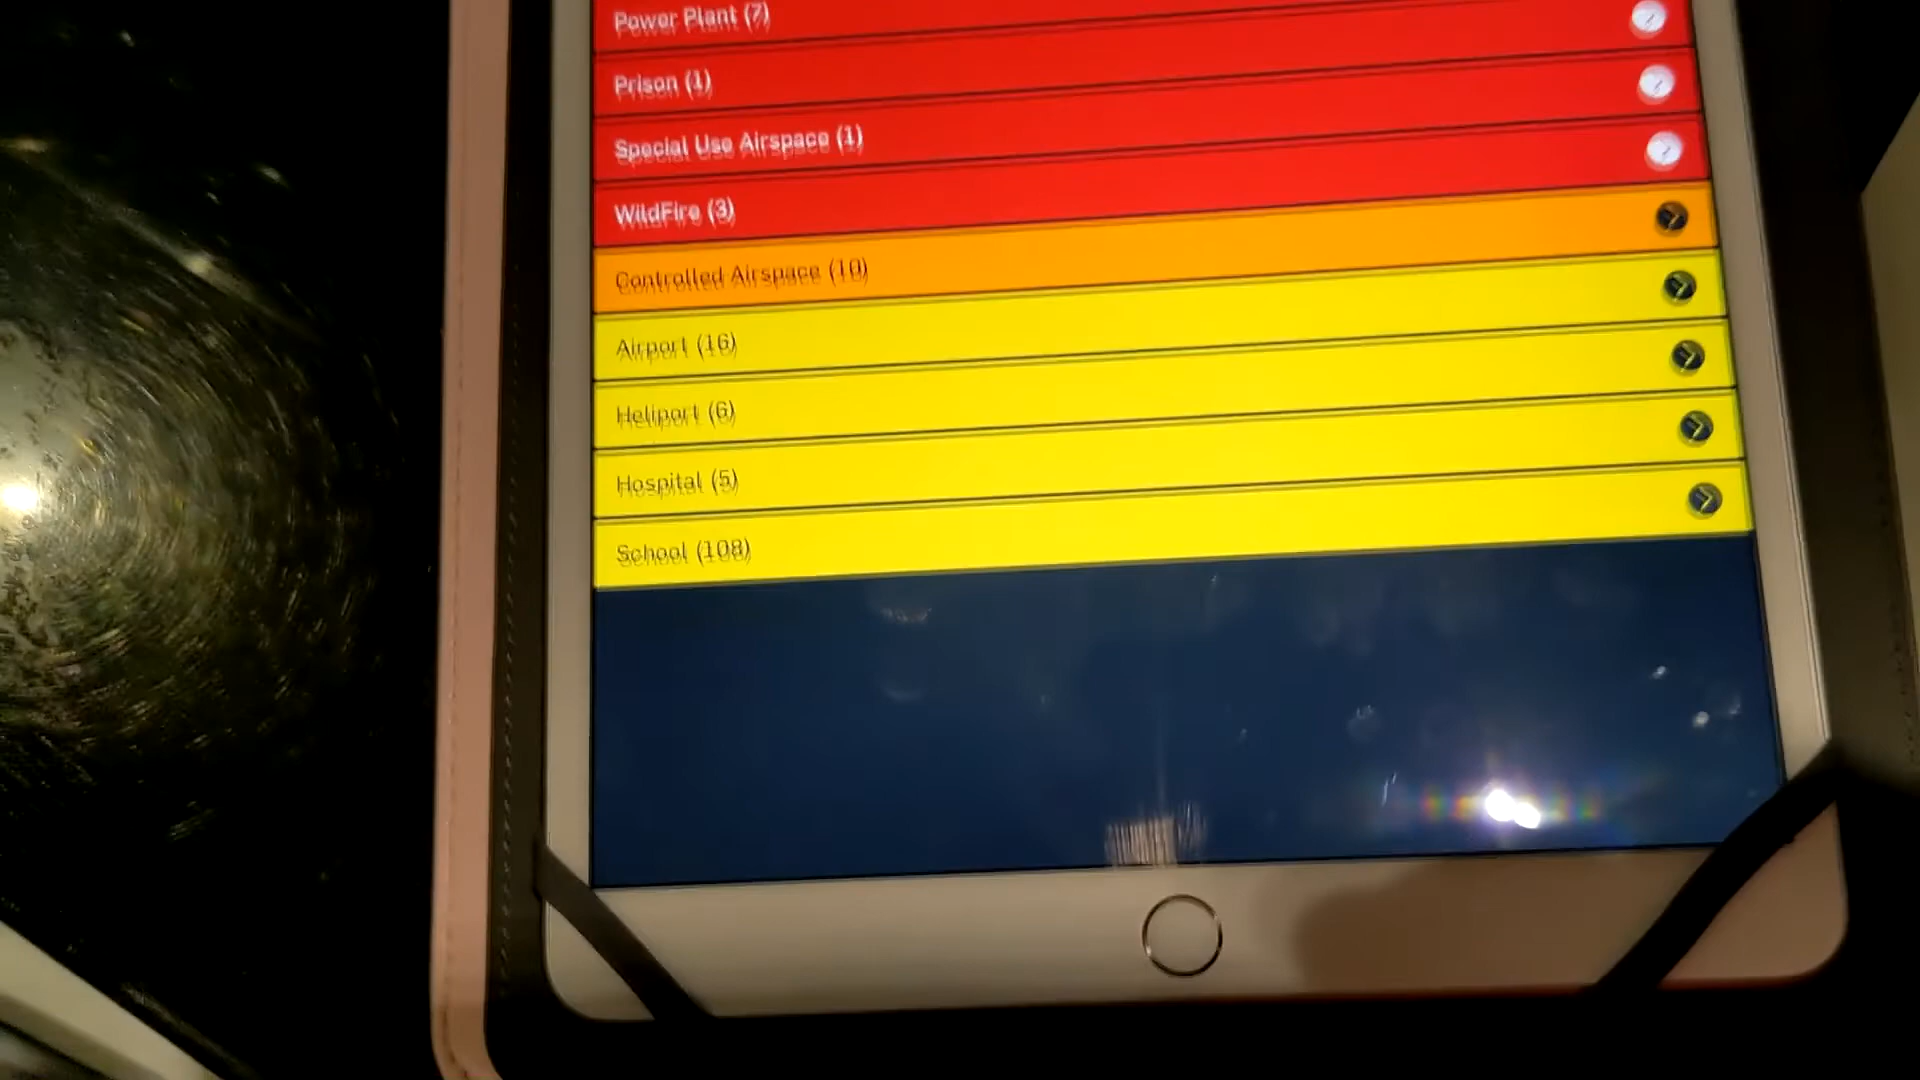 Power Plant (7)
Prison (1)
Special Use Airspace (1)
WildFire (3)
Controlled Airspace (10)
Airport (16)
Heliport (6)
Hospital (5)
School (108)